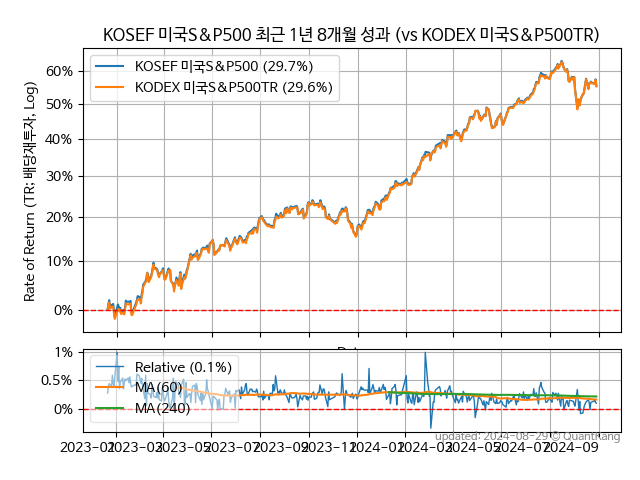 KOSEF 미국S&P500 최근 1년 8개월 성과 (vs KODEX 미국S&P500TR)
Rate of Return (TR: 배당재투자, Log)
60%
50%
40%
30%
20%
10%
0%
KOSEF 미국S&P500 (29.7%)
KODEX 미국S&P500TR (29.6%)
1%
0.5%
0%
Relative (0.1%)
MA(60)
MA(240)
2023-01 2023-03 2023-05 2023-07 2023-09 2023-11 2024-01 2024-03 2024-05 2024-07 2024-09
updated: 2024-08-29 © QuantKang